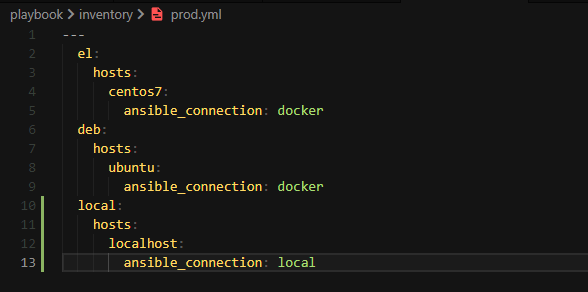 playbook > inventory > prod.yml
1 ---
2   el:
3     hosts:
4       centos7:
5         ansible_connection: docker
6   deb:
7     hosts:
8       ubuntu:
9         ansible_connection: docker
10   local:
11     hosts:
12       localhost:
13         ansible_connection: local